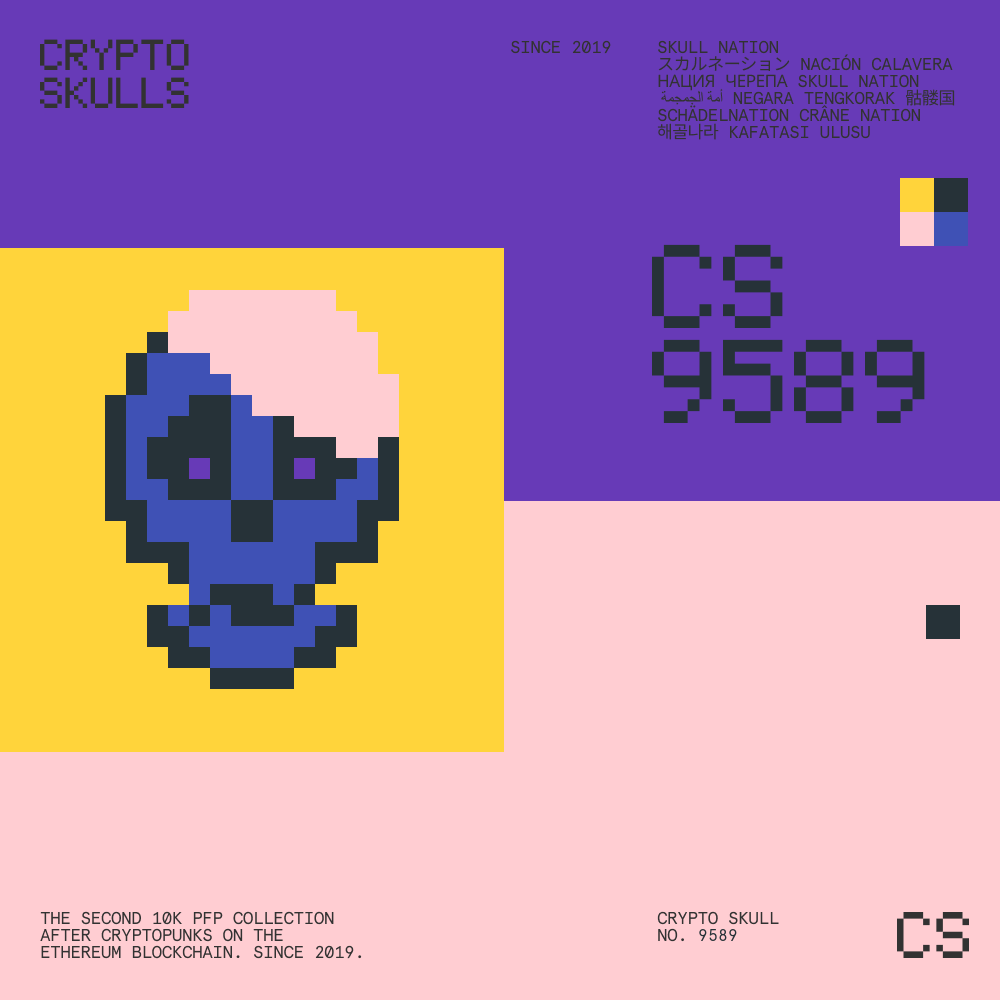 CRYPTO
SKULLS
SINCE 2019
SKULL NATION
スカルネーション NACIÓN CALAVERA
НАЦИЯ ЧЕРЕПА SKULL NATION
أمة الجمجمة NEGARA TENGKORAK 骷髅国
SCHÄDELNATION CRÂNE NATION
해골나라 KAFATASI ULUSU
CS
9589
THE SECOND 10K PFP COLLECTION
AFTER CRYPTOPUNKS ON THE
ETHEREUM BLOCKCHAIN. SINCE 2019.
CRYPTO SKULL
NO. 9589
CS